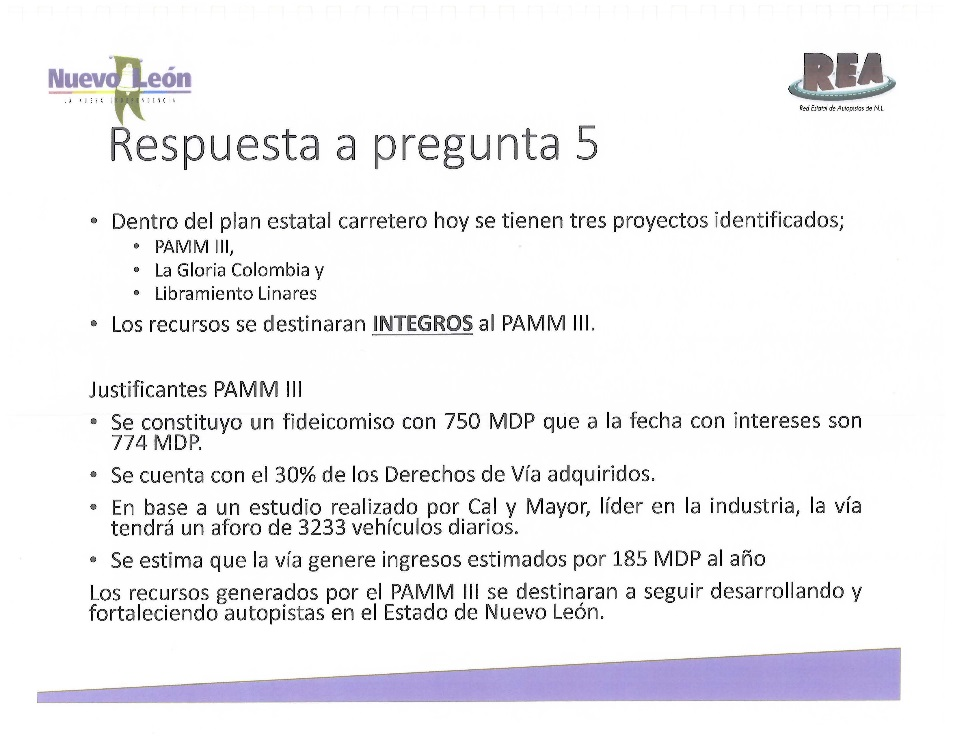 Nuevo León
LA NUEVA INDEPENDENCIA
REA
Red Estatal de Autopistas de N.L.
Respuesta a pregunta 5
• Dentro del plan estatal carretero hoy se tienen tres proyectos identificados;
• PAMM III,
• La Gloria Colombia y
• Libramiento Linares
• Los recursos se destinaran INTEGROS al PAMM III.
Justificantes PAMM III
• Se constituyo un fideicomiso con 750 MDP que a la fecha con intereses son
774 MDP.
• Se cuenta con el 30% de los Derechos de Vía adquiridos.
• En base a un estudio realizado por Cal y Mayor, líder en la industria, la vía
tendrá un aforo de 3233 vehículos diarios.
• Se estima que la vía genere ingresos estimados por 185 MDP al año
Los recursos generados por el PAMM III se destinaran a seguir desarrollando y
fortaleciendo autopistas en el Estado de Nuevo León.